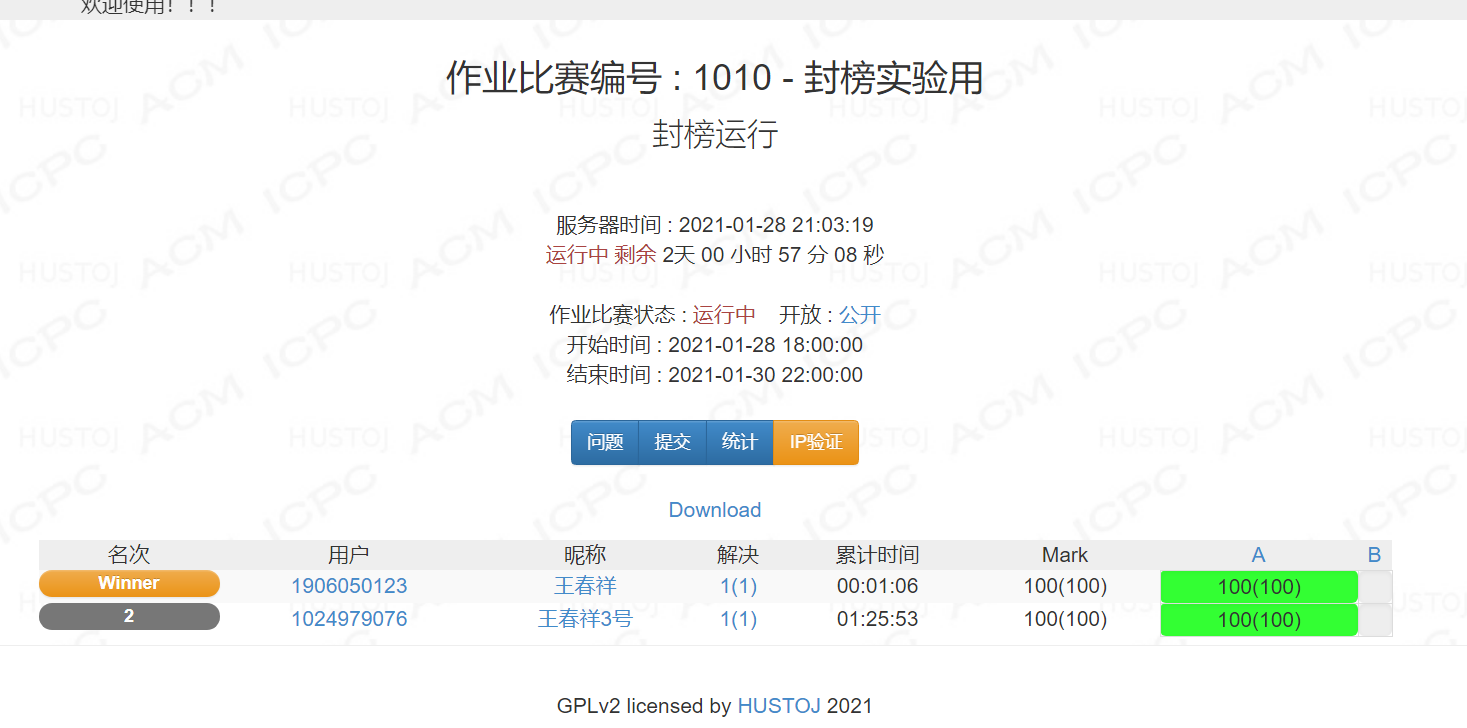 欢迎使用！！！
作业比赛编号 : 1010 - 封榜实验用
封榜运行
服务器时间 : 2021-01-28 21:03:19
运行中 剩余 2天 00 小时 57 分 08 秒
作业比赛状态 : 运行中 开放 : 公开
开始时间 : 2021-01-28 18:00:00
结束时间 : 2021-01-30 22:00:00
问题 提交 统计 IP验证
Download
名次 用户 昵称 解决 累计时间 Mark A B
Winner 1906050123 王春祥 1(1) 00:01:06 100(100) 100(100)
2 1024979076 王春祥3号 1(1) 01:25:53 100(100) 100(100)
GPLv2 licensed by HUSTOJ 2021
HUSTOJ ACM ICPC